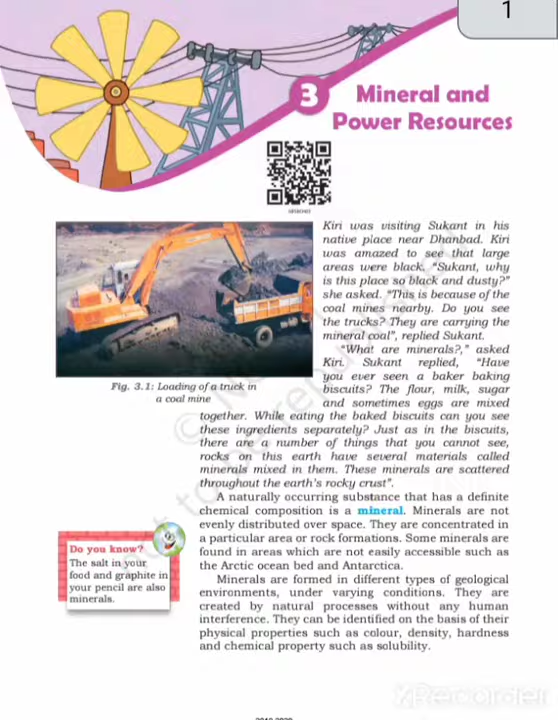 1
3
Mineral and
Power Resources
Kiri was visiting Sukant in his
native place near Dhanbad. Kiri
was amazed to see that large
areas were black. "Sukant, why
is this place so black and dusty?"
she asked. "This is because of the
coal mines nearby. Do you see
the trucks? They are carrying the
mineral coal", replied Sukant.
"What are minerals?," asked
Kiri. Sukant replied, "Have
you ever seen a baker baking
biscuits? The flour, milk, sugar
and sometimes eggs are mixed
together. While eating the baked biscuits can you see
these ingredients separately? Just as in the biscuits,
there are a number of things that you cannot see,
rocks on this earth have several materials called
minerals mixed in them. These minerals are scattered
throughout the earth's rocky crust".
Fig. 3.1: Loading of a truck in
a coal mine
A naturally occurring substance that has a definite
chemical composition is a mineral. Minerals are not
evenly distributed over space. They are concentrated in
a particular area or rock formations. Some minerals are
found in areas which are not easily accessible such as
the Arctic ocean bed and Antarctica.
Minerals are formed in different types of geological
environments, under varying conditions. They are
created by natural processes without any human
interference. They can be identified on the basis of their
physical properties such as colour, density, hardness
and chemical property such as solubility.
Do you know?
The salt in your
food and graphite in
your pencil are also
minerals.
XRecorder